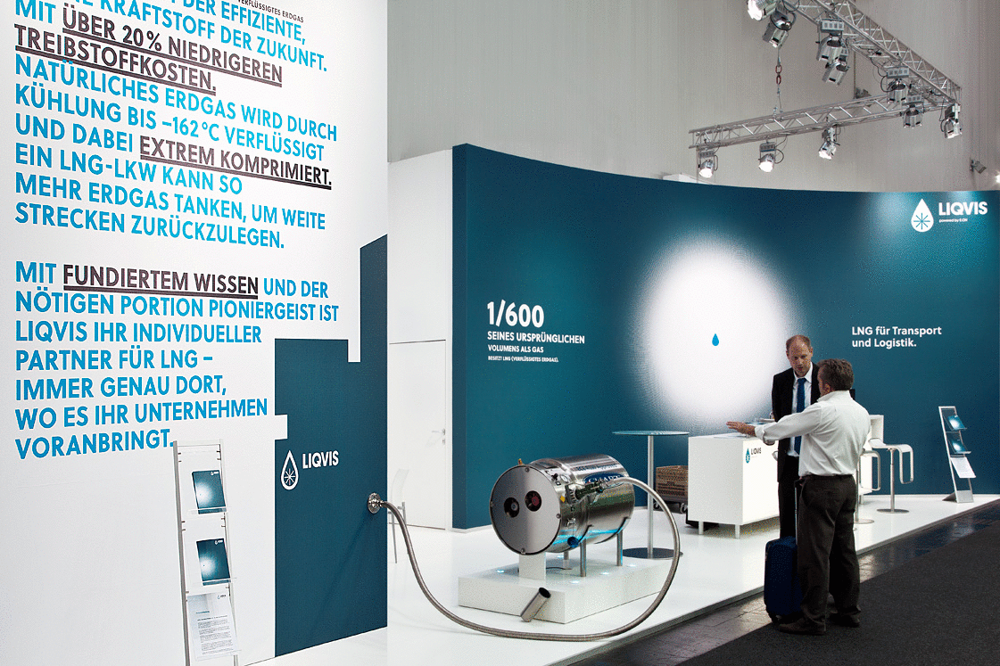 VERFLÜSSIGTES ERDGAS
DER EFFIZIENTE,
KRAFTSTOFF DER ZUKUNFT.
MIT ÜBER 20% NIEDRIGEREN
TREIBSTOFFKOSTEN.
NATÜRLICHES ERDGAS WIRD DURCH
KÜHLUNG BIS –162°C VERFLÜSSIGT
UND DABEI EXTREM KOMPRIMIERT.
EIN LNG-LKW KANN SO
MEHR ERDGAS TANKEN, UM WEITE
STRECKEN ZURÜCKZULEGEN.
MIT FUNDIERTEM WISSEN UND DER
NÖTIGEN PORTION PIONIERGEIST IST
LIQVIS IHR INDIVIDUELLER
PARTNER FÜR LNG –
IMMER GENAU DORT,
WO ES IHR UNTERNEHMEN
VORANBRINGT.
LIQVIS
1/600
SEINES URSPRÜNGLICHEN
VOLUMENS ALS GAS
BESITZT LNG (VERFLÜSSIGTES ERDGAS).
LIQVIS
powered by E.ON
LNG für Transport
und Logistik.
LIQVIS